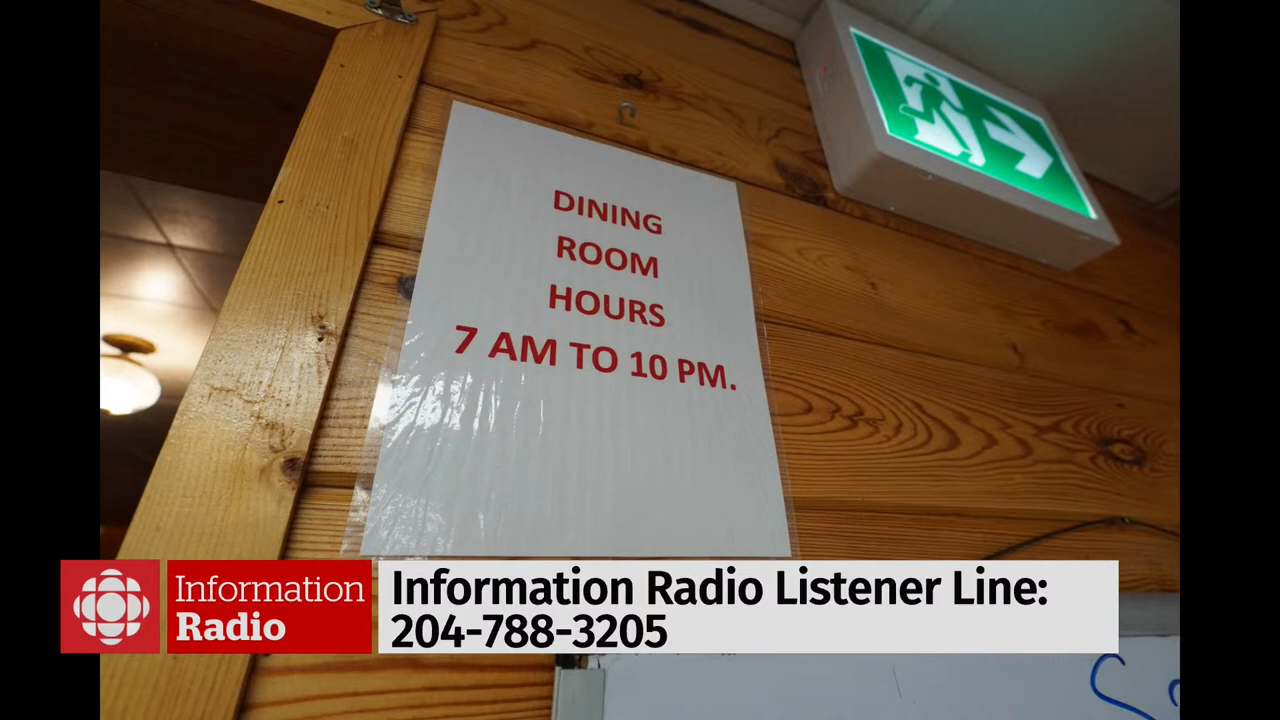 DINING
ROOM
HOURS
7 AM TO 10 PM.
Information
Radio
Information Radio Listener Line:
204-788-3205